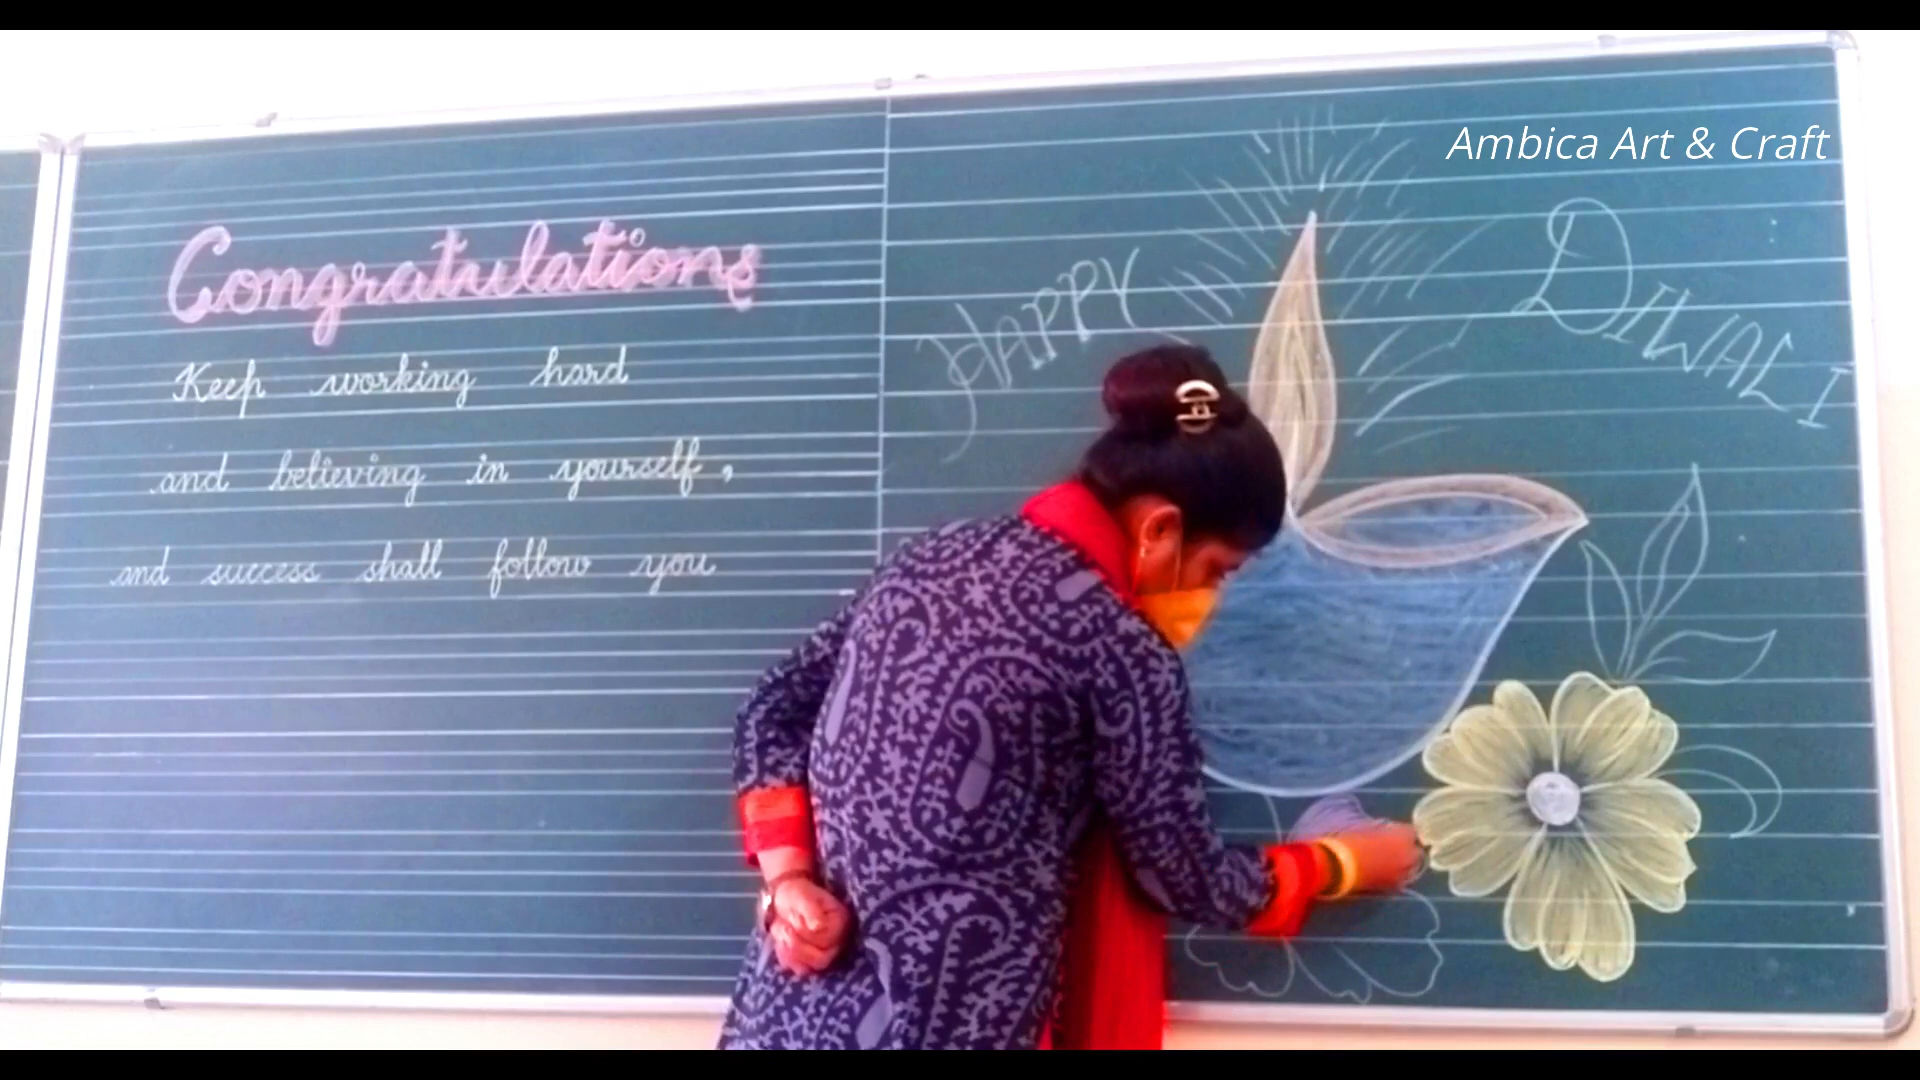 Ambica Art & Craft
Congratulations
Keep working hard
and believing in yourself,
and success shall follow you
HAPPY DIWALI